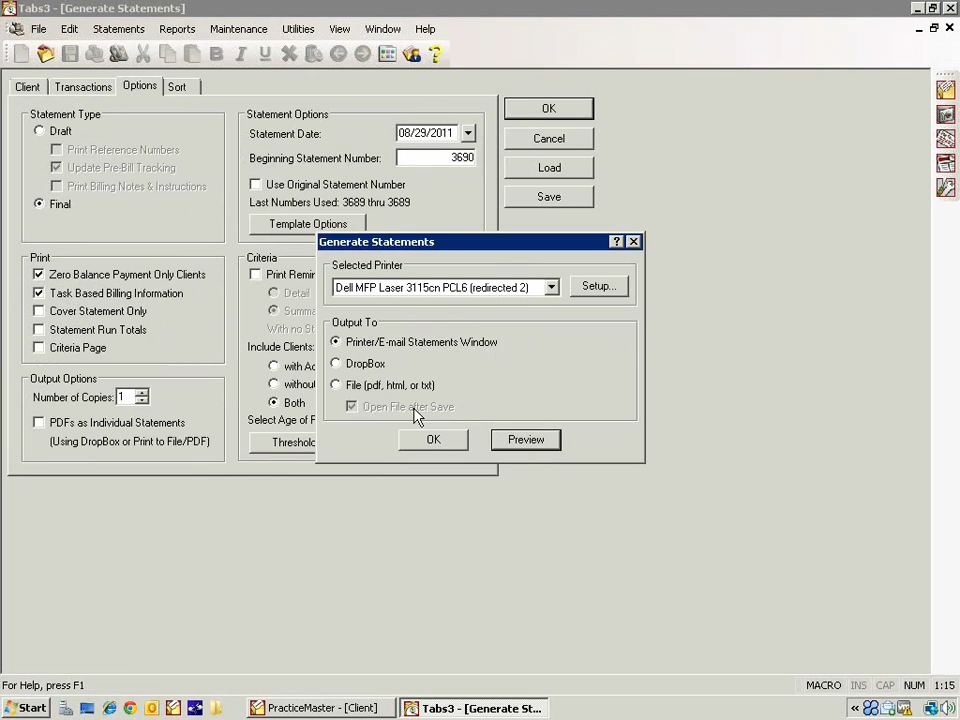 Tabs3 - [Generate Statements]
File Edit Statements Reports Maintenance Utilities View Window Help
B I U
Client Transactions Options Sort
Statement Type
Draft
Print Reference Numbers
Update Pre-Bill Tracking
Print Billing Notes & Instructions
Final
Statement Options
Statement Date: 08/29/2011
Beginning Statement Number: 3690
Use Original Statement Number
Last Numbers Used: 3689 thru 3689
Template Options
OK
Cancel
Load
Save
Print
Zero Balance Payment Only Clients
Task Based Billing Information
Cover Statement Only
Statement Run Totals
Criteria Page
Output Options
Number of Copies: 1
PDFs as Individual Statements
(Using DropBox or Print to File/PDF)
Criteria
Print Remin
Detail
Summa
With no St
Include Clients:
with Ac
without
Both
Select Age of F
Threshold
Generate Statements
Selected Printer
Dell MFP Laser 3115cn PCL6 (redirected 2)
Setup...
Output To
Printer/E-mail Statements Window
DropBox
File (pdf, html, or txt)
Open File after Save
OK
Preview
For Help, press F1
MACRO INS CAP NUM 1:15
Start
PracticeMaster - [Client]
Tabs3 - [Generate St...